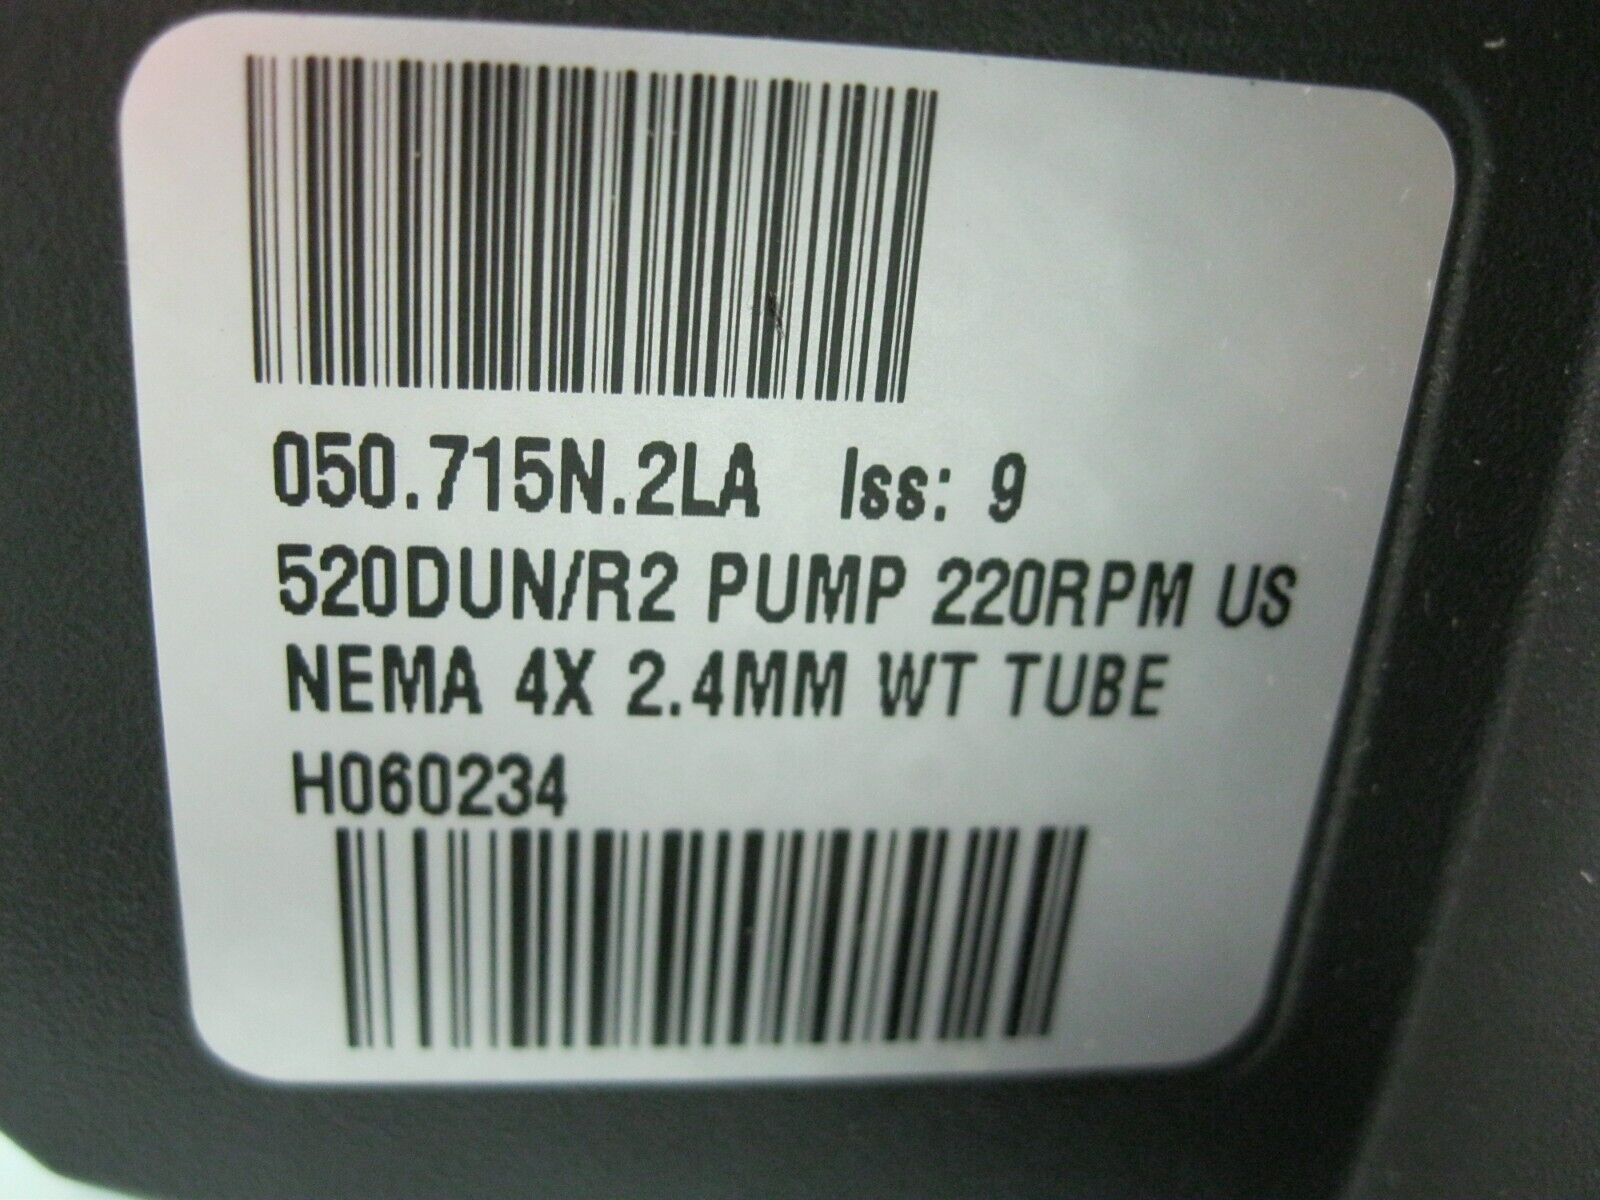 050.715N.2LA Iss: 9
520DUN/R2 PUMP 220RPM US
NEMA 4X 2.4MM WT TUBE
H060234